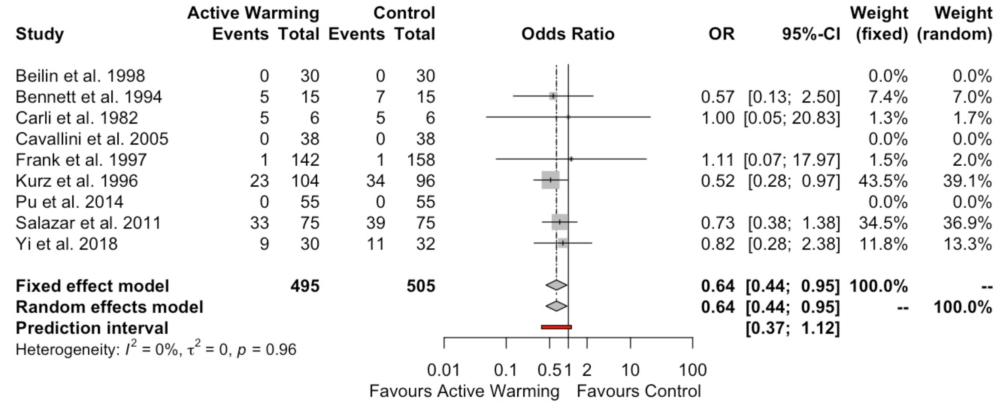 Active Warming Control Weight Weight
Study Events Total Events Total Odds Ratio OR 95%-CI (fixed) (random)
Beilin et al. 1998 0 30 0 30 0.0% 0.0%
Bennett et al. 1994 5 15 7 15 0.57 [0.13; 2.50] 7.4% 7.0%
Carli et al. 1982 5 6 5 6 1.00 [0.05; 20.83] 1.3% 1.7%
Cavallini et al. 2005 0 38 0 38 0.0% 0.0%
Frank et al. 1997 1 142 1 158 1.11 [0.07; 17.97] 1.5% 2.0%
Kurz et al. 1996 23 104 34 96 0.52 [0.28; 0.97] 43.5% 39.1%
Pu et al. 2014 0 55 0 55 0.0% 0.0%
Salazar et al. 2011 33 75 39 75 0.73 [0.38; 1.38] 34.5% 36.9%
Yi et al. 2018 9 30 11 32 0.82 [0.28; 2.38] 11.8% 13.3%
Fixed effect model 495 505 0.64 [0.44; 0.95] 100.0% --
Random effects model 0.64 [0.44; 0.95] -- 100.0%
Prediction interval [0.37; 1.12]
Heterogeneity: I² = 0%, τ² = 0, p = 0.96
0.01 0.1 0.5 1 2 10 100
Favours Active Warming Favours Control